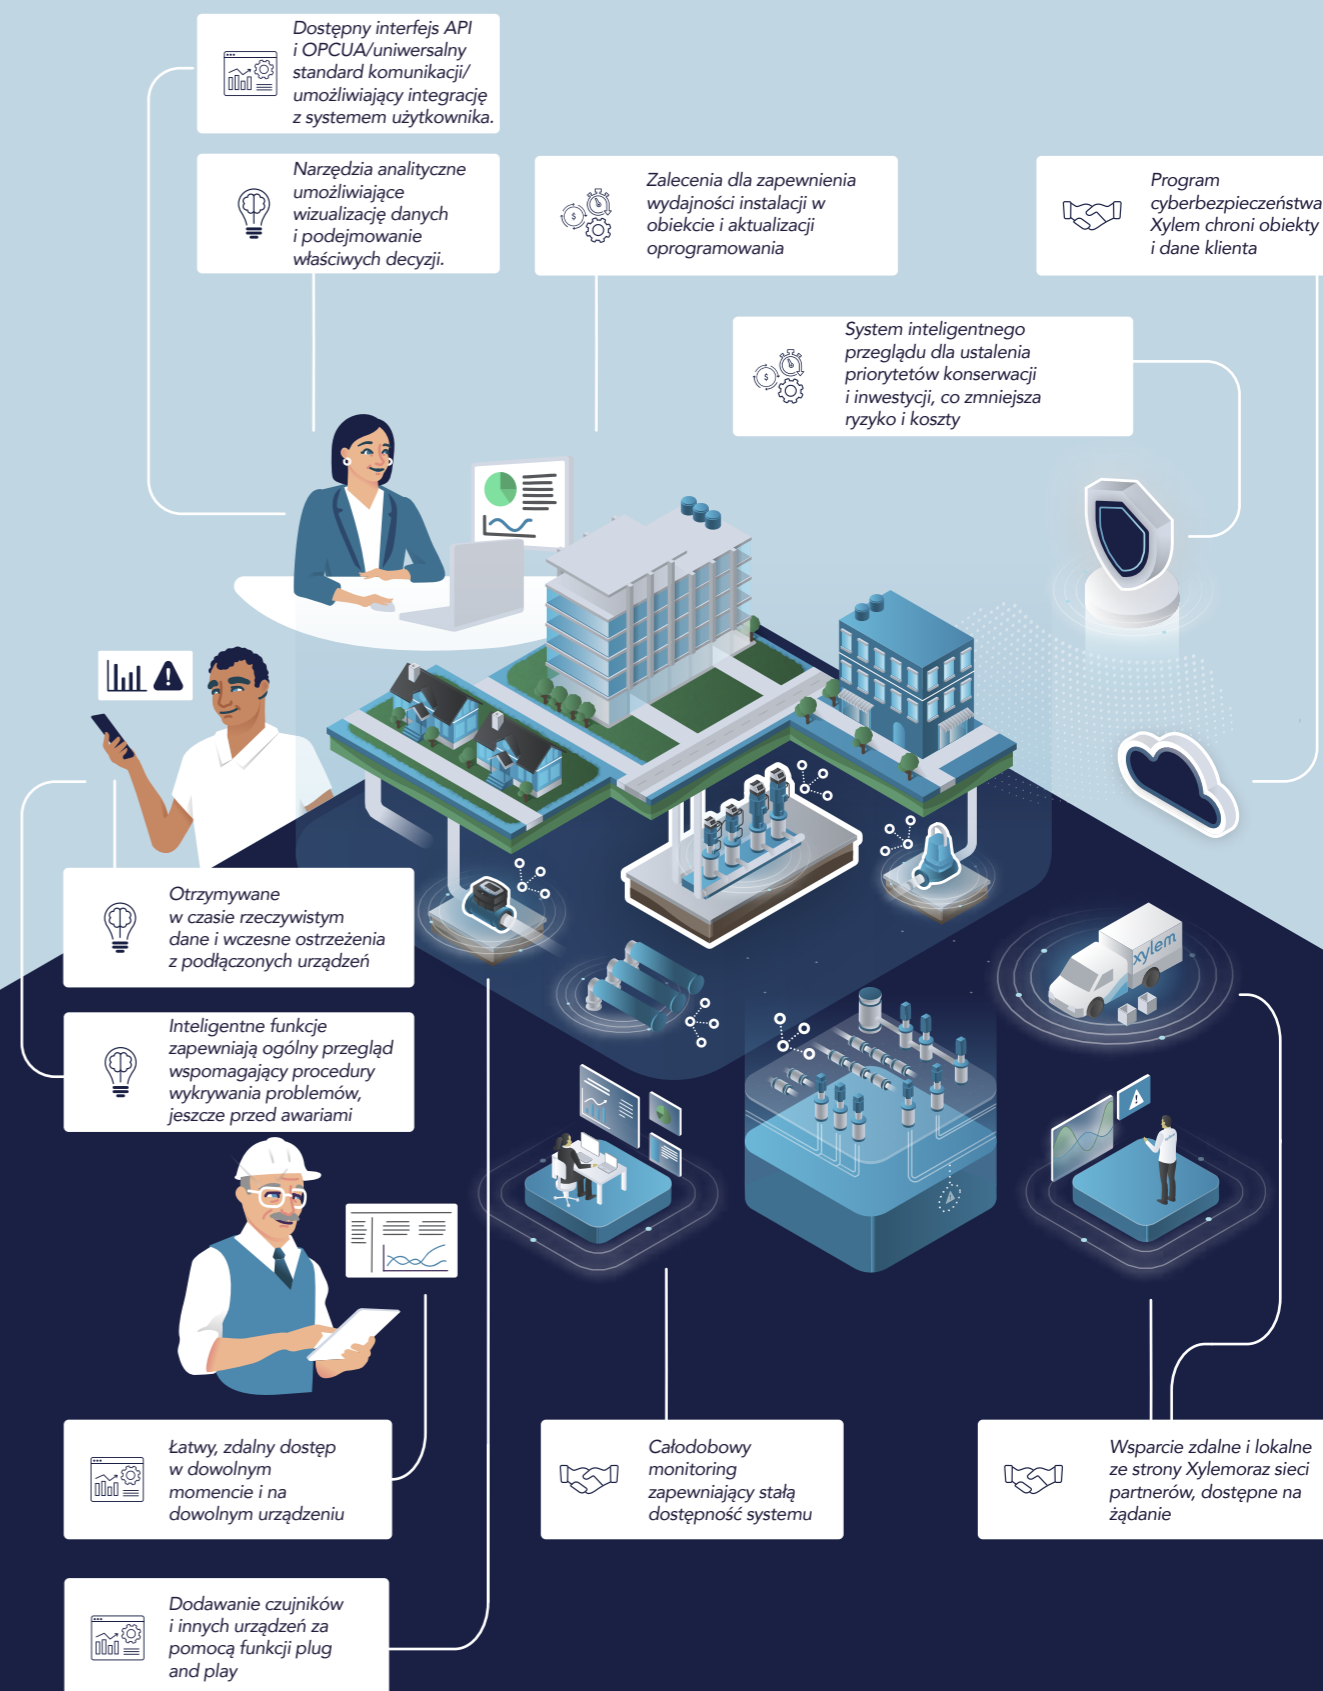 Dostępny interfejs API
i OPCUA/uniwersalny
standard komunikacji/
umożliwiający integrację
z systemem użytkownika.
Narzędzia analityczne
umożliwiające
wizualizację danych
i podejmowanie
właściwych decyzji.
Zalecenia dla zapewnienia
wydajności instalacji w
obiekcie i aktualizacji
oprogramowania
Program
cyberbezpieczeństwa
Xylem chroni obiekty
i dane klienta
System inteligentnego
przeglądu dla ustalenia
priorytetów konserwacji
i inwestycji, co zmniejsza
ryzyko i koszty
Otrzymywane
w czasie rzeczywistym
dane i wczesne ostrzeżenia
z podłączonych urządzeń
xylem
Inteligentne funkcje
zapewniają ogólny przegląd
wspomagający procedury
wykrywania problemów,
jeszcze przed awariami
Łatwy, zdalny dostęp
w dowolnym
momencie i na
dowolnym urządzeniu
Całodobowy
monitoring
zapewniający stałą
dostępność systemu
Wsparcie zdalne i lokalne
ze strony Xylemoraz sieci
partnerów, dostępne na
żądanie
Dodawanie czujników
i innych urządzeń za
pomocą funkcji plug
and play